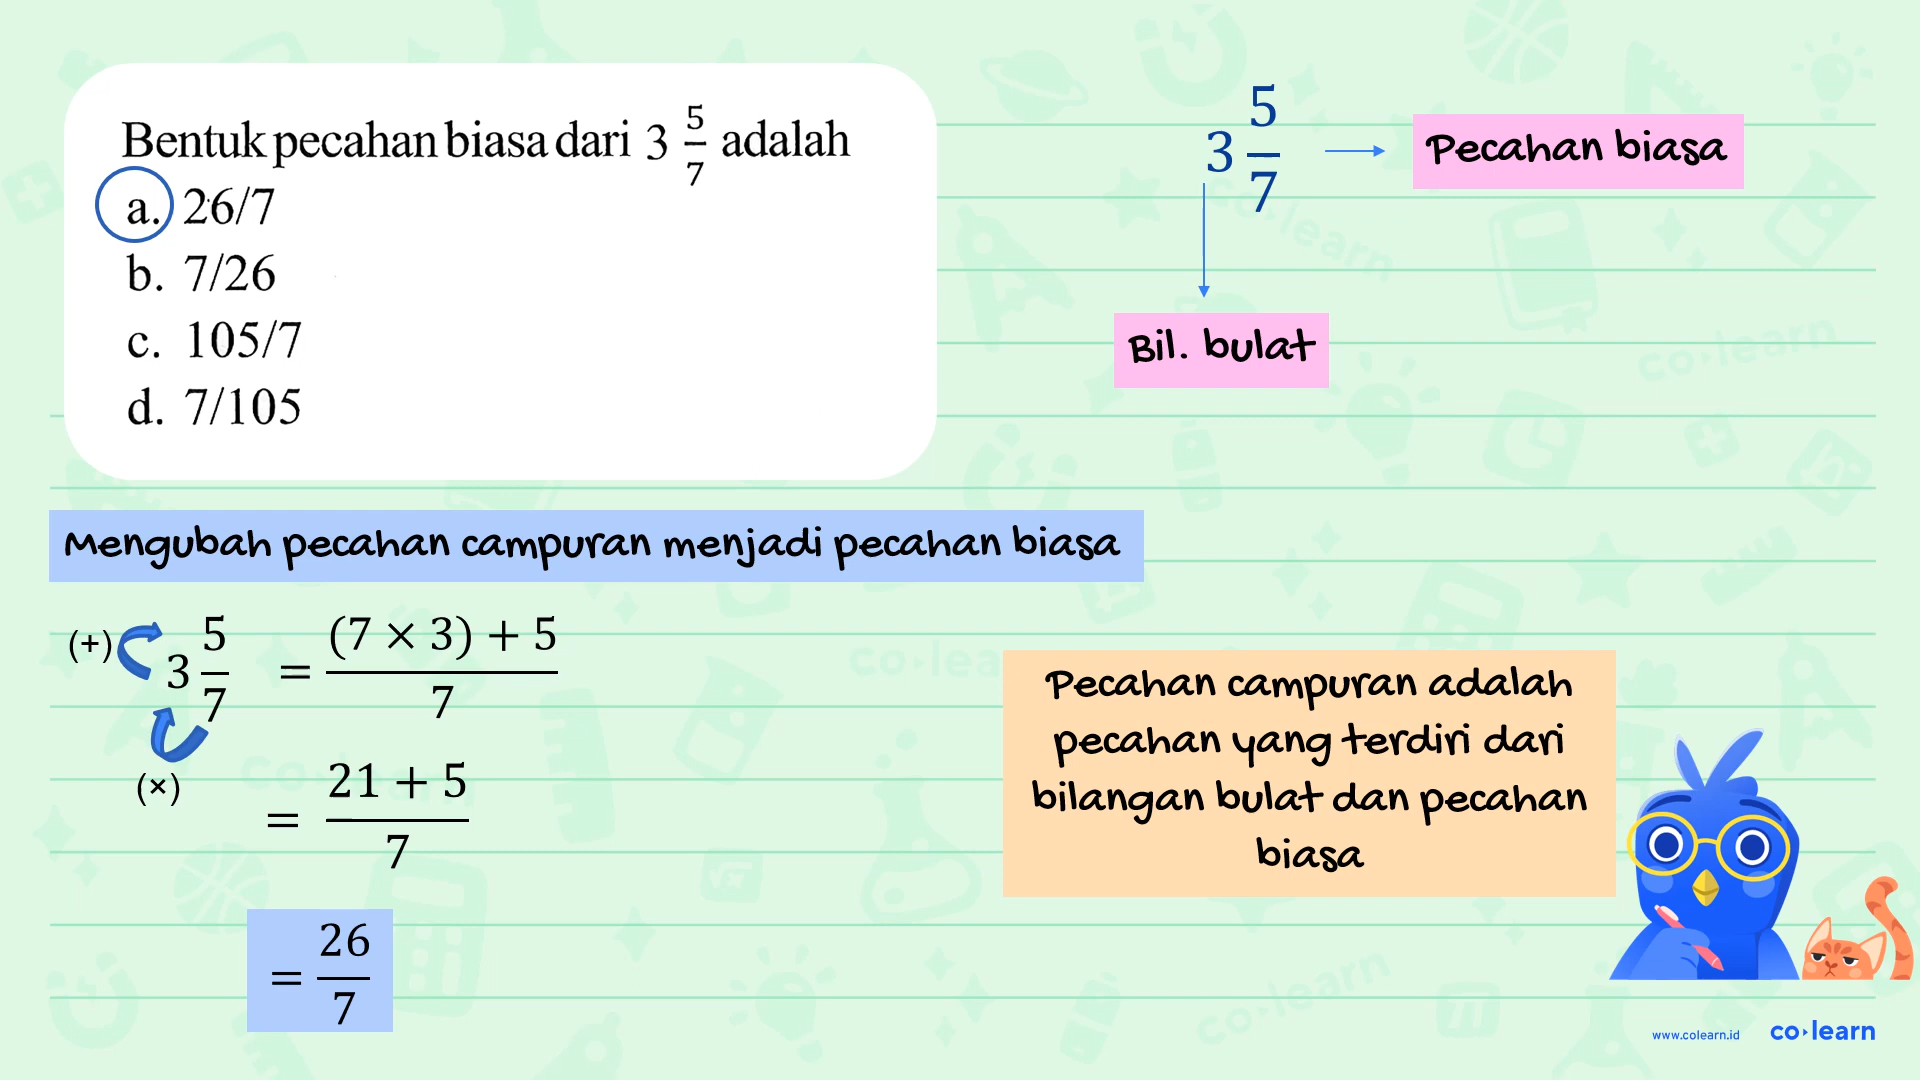 Bentuk pecahan biasa dari 3 5/7 adalah
a. 26/7
b. 7/26
c. 105/7
d. 7/105
3 5/7 → Pecahan biasa
Bil. bulat
Mengubah pecahan campuran menjadi pecahan biasa
(+) 3 5/7 = ((7 × 3) + 5)/7
(×)
= (21 + 5)/7
= 26/7
Pecahan campuran adalah
pecahan yang terdiri dari
bilangan bulat dan pecahan
biasa
www.colearn.id co learn